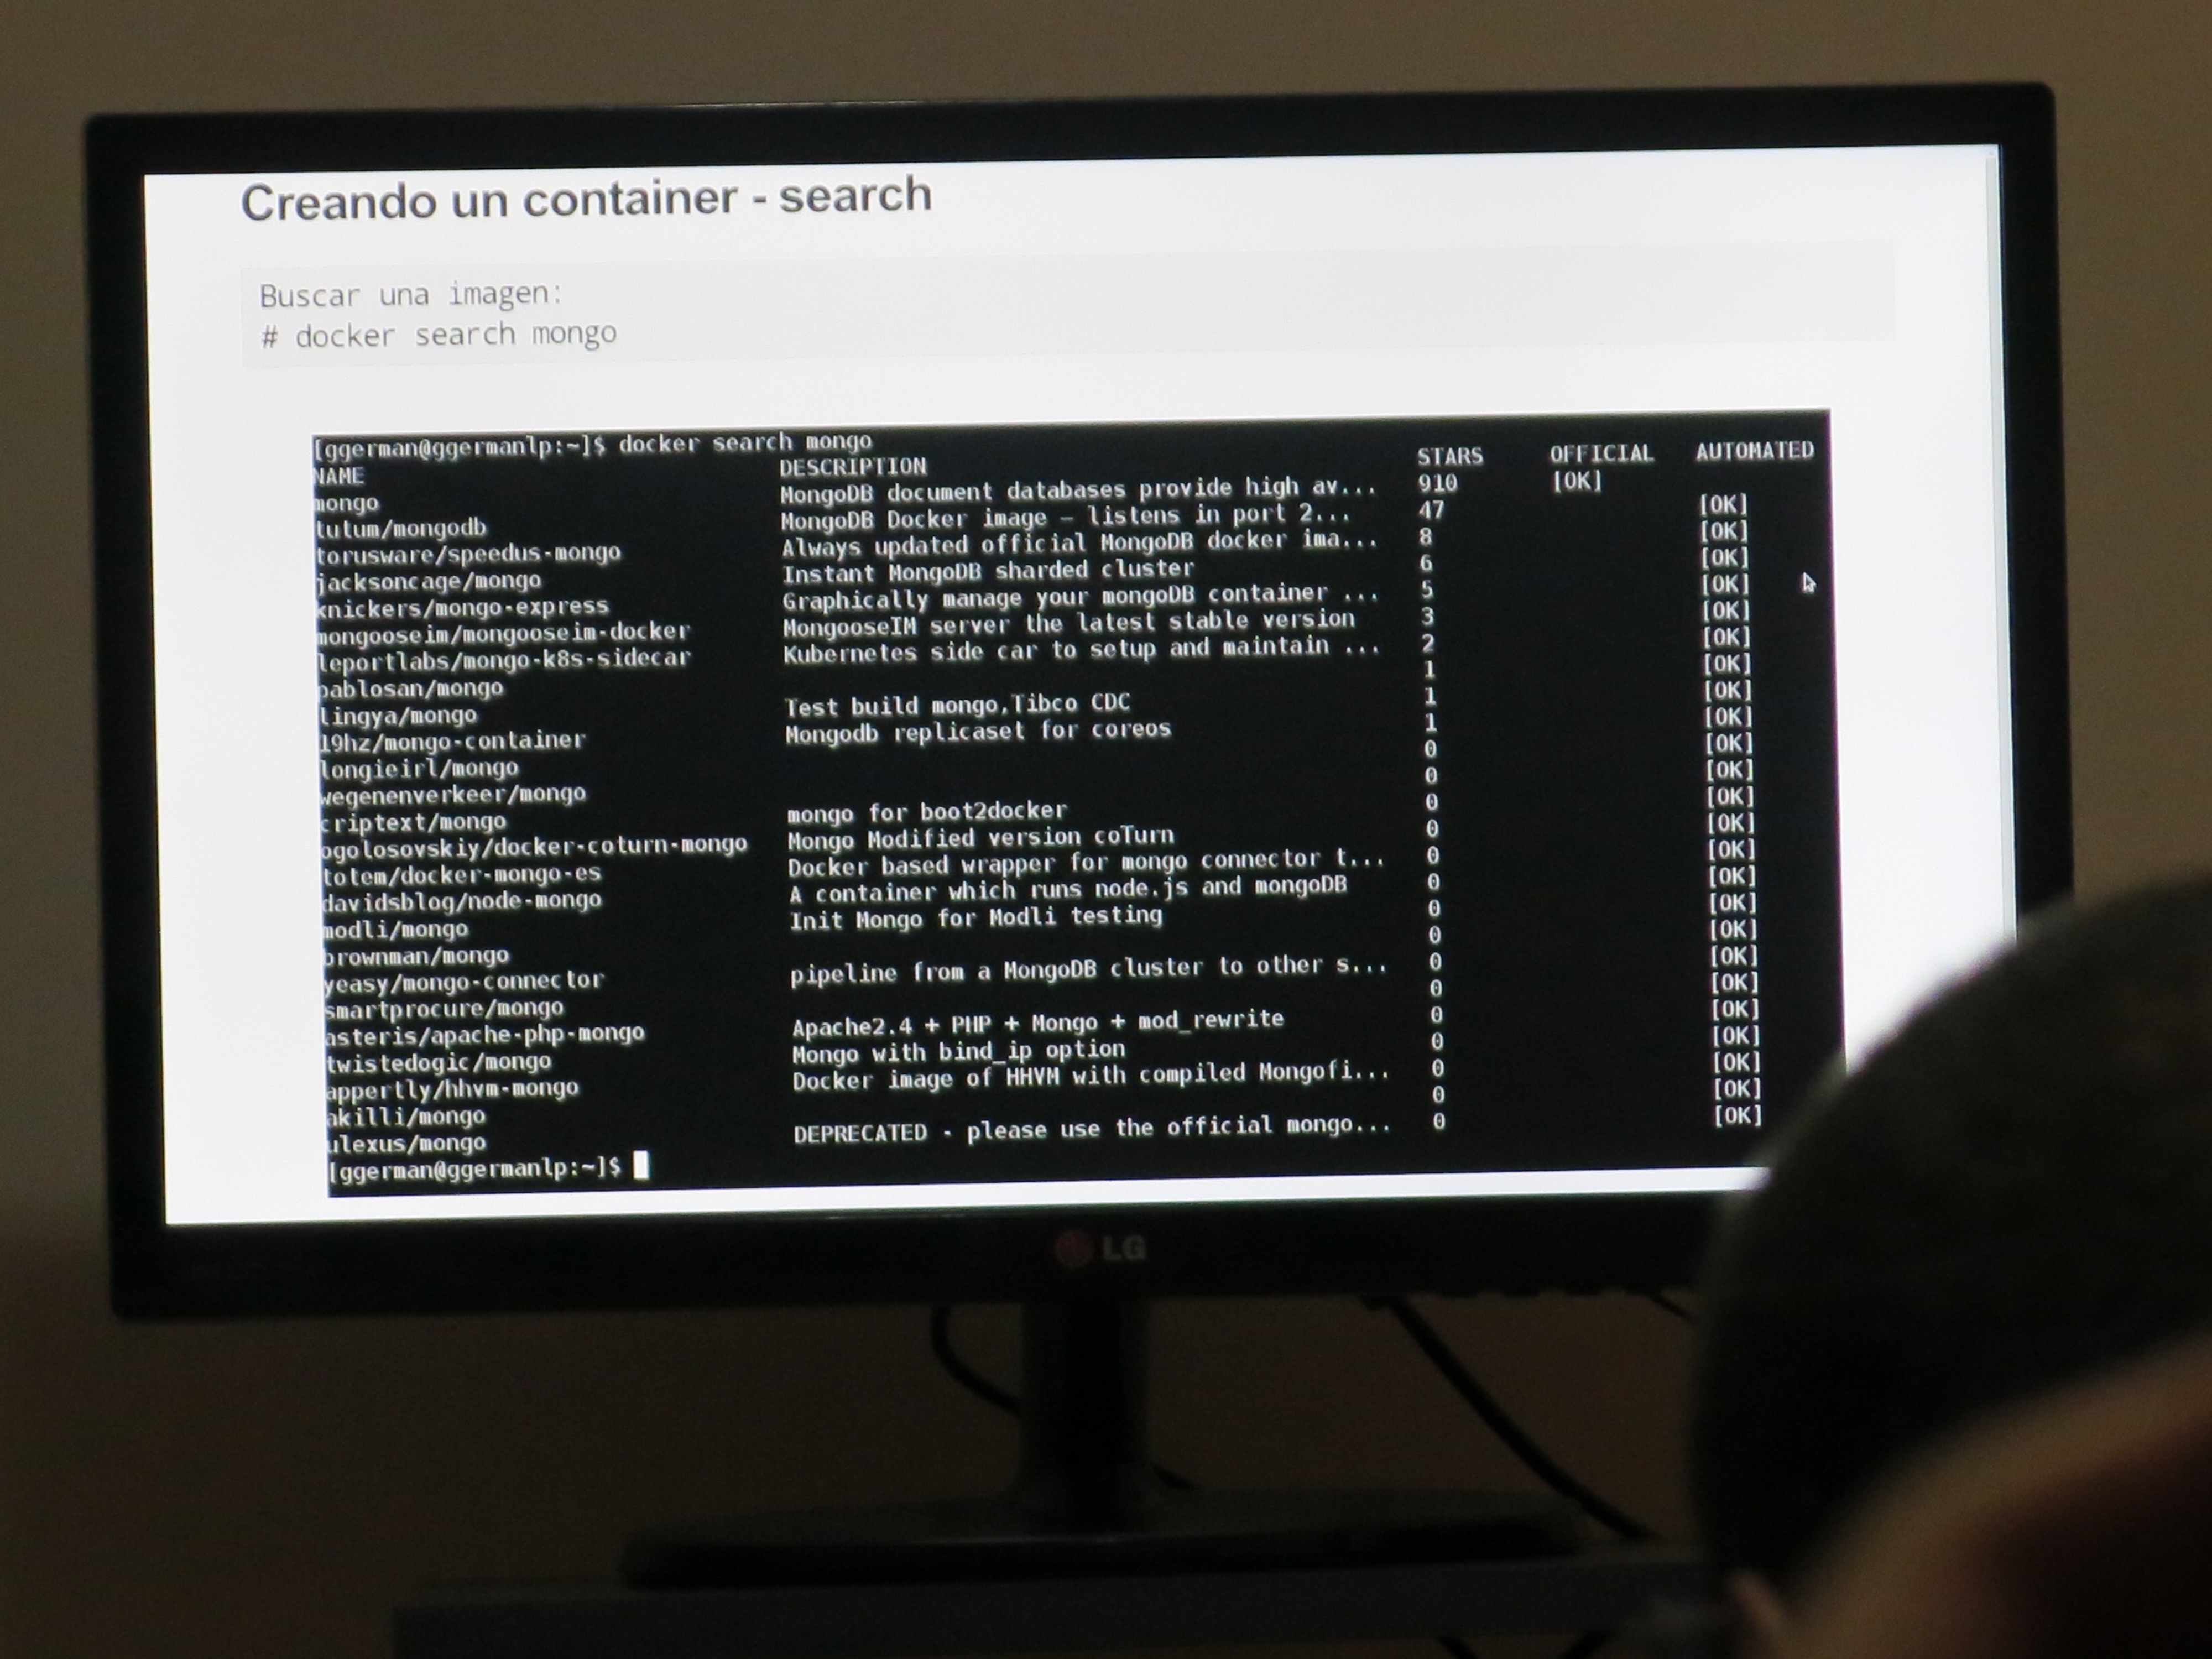 Creando un container - search
Buscar una imagen:
# docker search mongo
[ggerman@ggermanlp:~]$ docker search mongo
NAME DESCRIPTION STARS OFFICIAL AUTOMATED
mongo MongoDB document databases provide high av... 910 [OK]
tutum/mongodb MongoDB Docker image – listens in port 2... 47 [OK]
torusware/speedus-mongo Always updated official MongoDB docker ima... 8 [OK]
jacksoncage/mongo Instant MongoDB sharded cluster 6 [OK]
knickers/mongo-express Graphically manage your mongoDB container ... 5 [OK]
mongooseim/mongooseim-docker MongooseIM server the latest stable version 3 [OK]
leportlabs/mongo-k8s-sidecar Kubernetes side car to setup and maintain ... 2 [OK]
pablosan/mongo 1 [OK]
lingya/mongo Test build mongo,Tibco CDC 1 [OK]
19hz/mongo-container Mongodb replicaset for coreos 1 [OK]
longieirl/mongo 0 [OK]
wegenenverkeer/mongo 0 [OK]
criptext/mongo mongo for boot2docker 0 [OK]
ogolosovskiy/docker-coturn-mongo Mongo Modified version coTurn 0 [OK]
totem/docker-mongo-es Docker based wrapper for mongo connector t... 0 [OK]
davidsblog/node-mongo A container which runs node.js and mongoDB 0 [OK]
modli/mongo Init Mongo for Modli testing 0 [OK]
brownman/mongo 0 [OK]
yeasy/mongo-connector pipeline from a MongoDB cluster to other s... 0 [OK]
smartprocure/mongo 0 [OK]
asteris/apache-php-mongo Apache2.4 + PHP + Mongo + mod_rewrite 0 [OK]
twistedogic/mongo Mongo with bind_ip option 0 [OK]
appertly/hhvm-mongo Docker image of HHVM with compiled Mongofi... 0 [OK]
akilli/mongo 0 [OK]
ulexus/mongo DEPRECATED - please use the official mongo... 0 [OK]
[ggerman@ggermanlp:~]$
LG